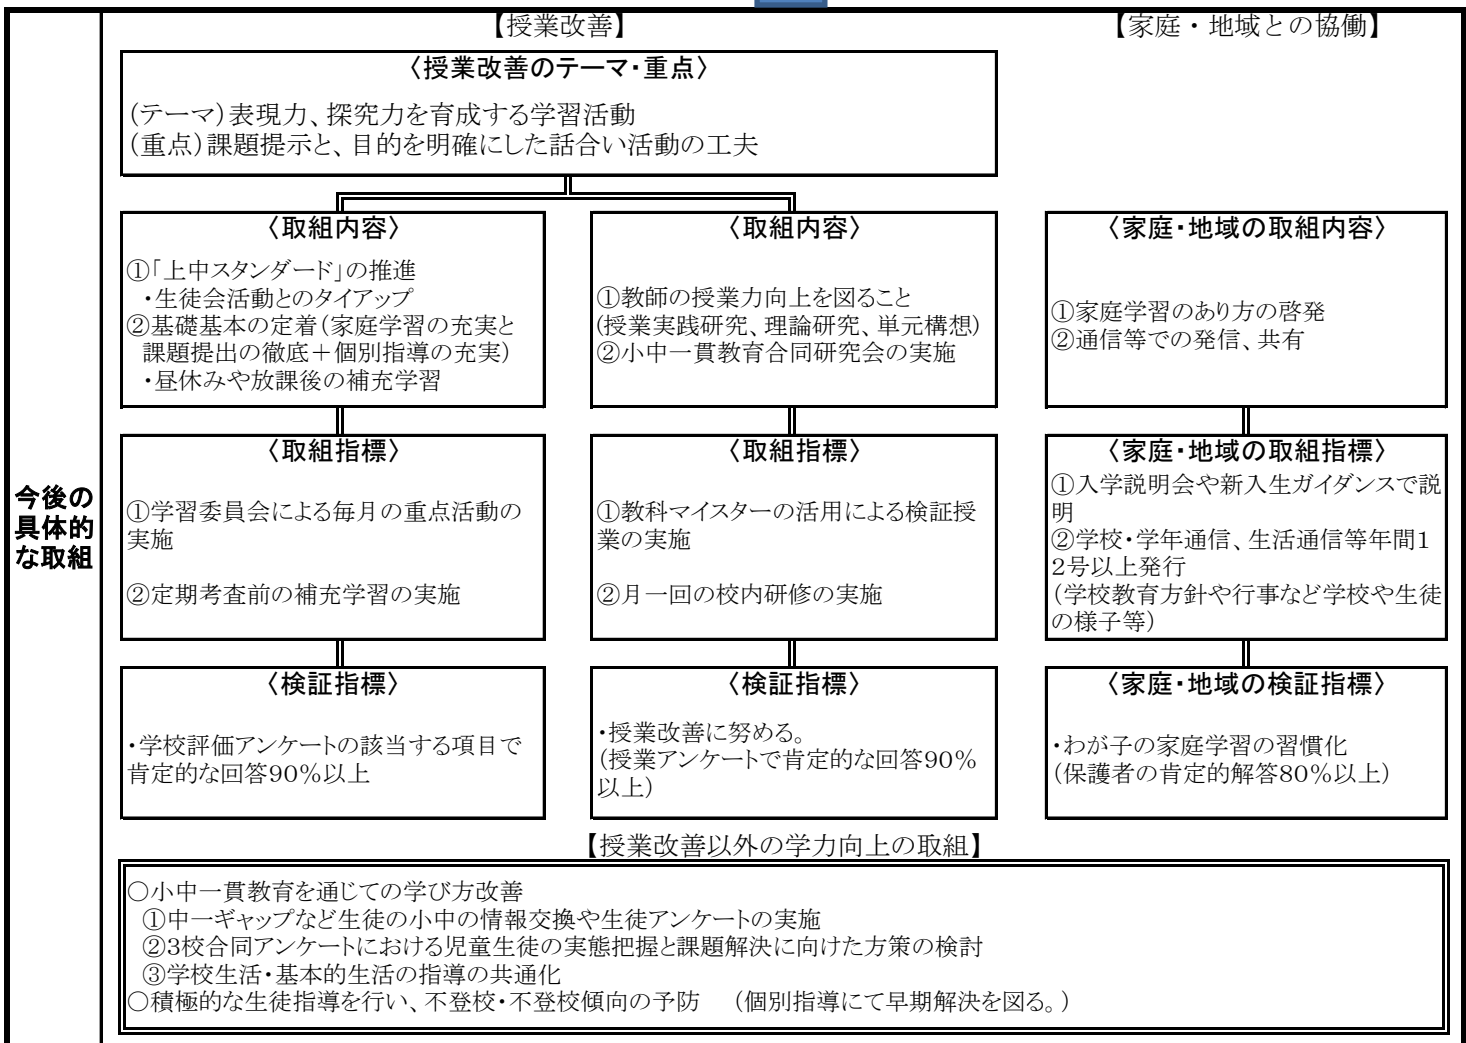 【授業改善】
【家庭・地域との協働】
〈授業改善のテーマ・重点〉
(テーマ)表現力、探究力を育成する学習活動
(重点)課題提示と、目的を明確にした話合い活動の工夫
〈取組内容〉
①「上中スタンダード」の推進
・生徒会活動とのタイアップ
②基礎基本の定着(家庭学習の充実と
課題提出の徹底+個別指導の充実)
・昼休みや放課後の補充学習
〈取組内容〉
①教師の授業力向上を図ること
(授業実践研究、理論研究、単元構想)
②小中一貫教育合同研究会の実施
〈家庭・地域の取組内容〉
①家庭学習のあり方の啓発
②通信等での発信、共有
今後の
具体的
な取組
〈取組指標〉
①学習委員会による毎月の重点活動の
実施
②定期考査前の補充学習の実施
〈取組指標〉
①教科マイスターの活用による検証授
業の実施
②月一回の校内研修の実施
〈家庭・地域の取組指標〉
①入学説明会や新入生ガイダンスで説
明
②学校・学年通信、生活通信等年間1
2号以上発行
(学校教育方針や行事など学校や生徒
の様子等)
〈検証指標〉
・学校評価アンケートの該当する項目で
肯定的な回答90%以上
〈検証指標〉
・授業改善に努める。
(授業アンケートで肯定的な回答90%
以上)
〈家庭・地域の検証指標〉
・わが子の家庭学習の習慣化
(保護者の肯定的解答80%以上)
【授業改善以外の学力向上の取組】
○小中一貫教育を通じての学び方改善
①中一ギャップなど生徒の小中の情報交換や生徒アンケートの実施
②3校合同アンケートにおける児童生徒の実態把握と課題解決に向けた方策の検討
③学校生活・基本的生活の指導の共通化
○積極的な生徒指導を行い、不登校・不登校傾向の予防 (個別指導にて早期解決を図る。)